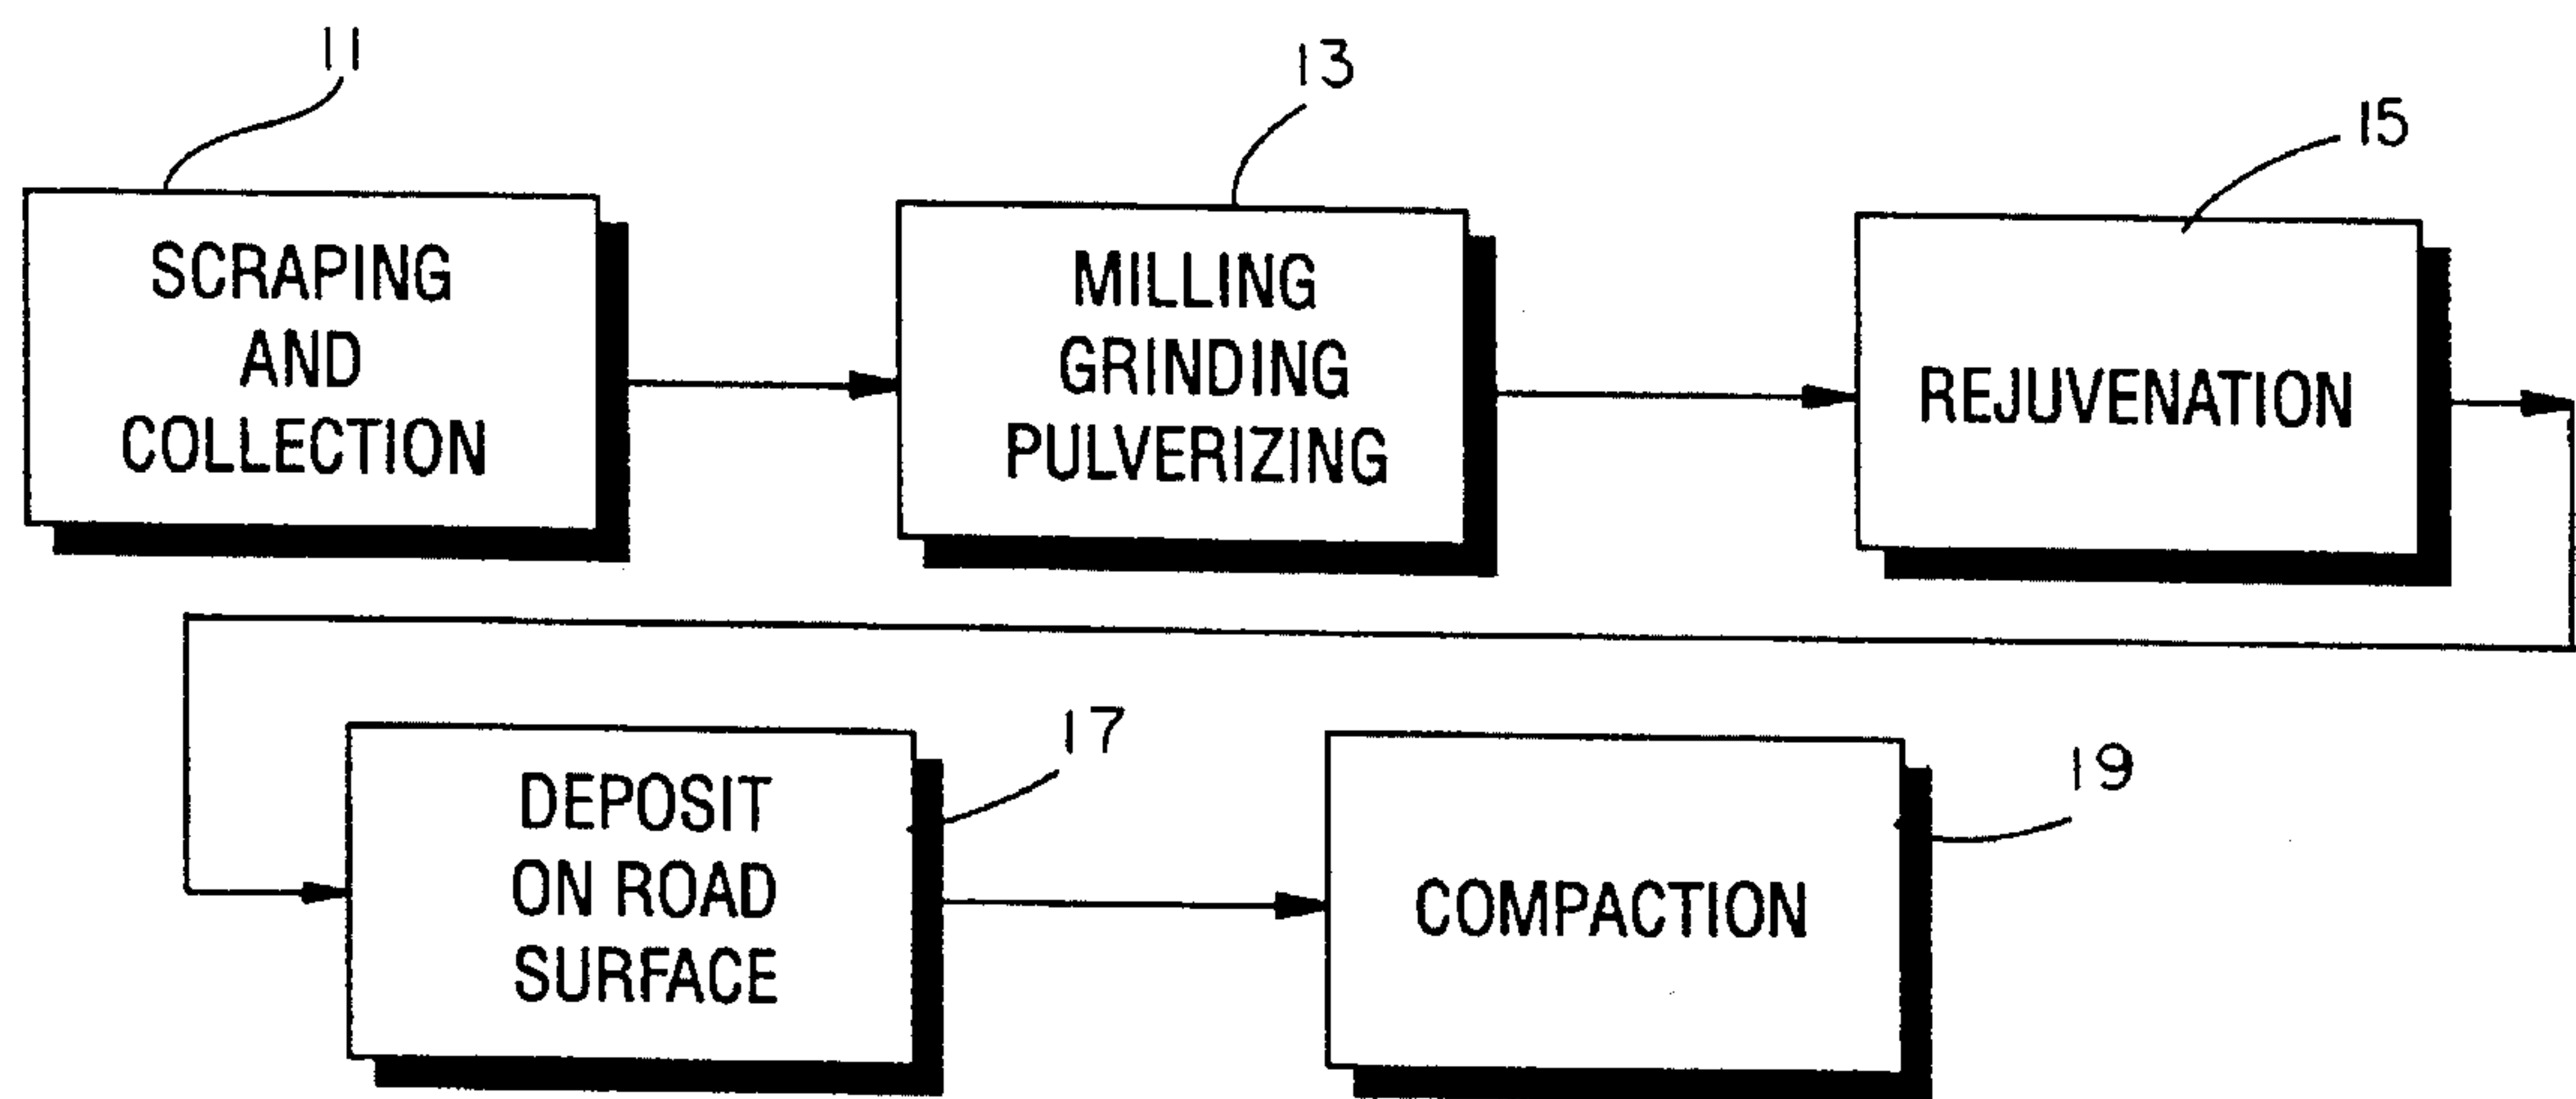 11
13
15
SCRAPING
AND
COLLECTION
MILLING
GRINDING
PULVERIZING
REJUVENATION
17
19
DEPOSIT
ON ROAD
SURFACE
COMPACTION